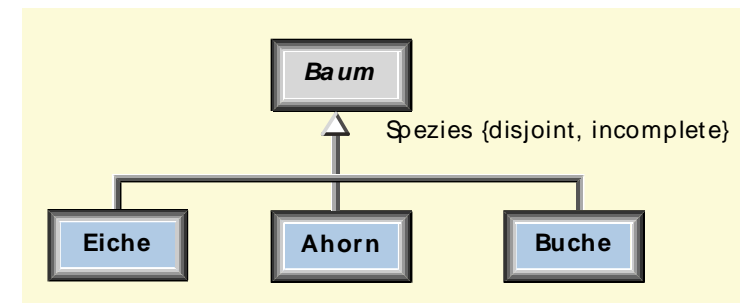 Baum
Spezies {disjoint, incomplete}
Eiche Ahorn Buche